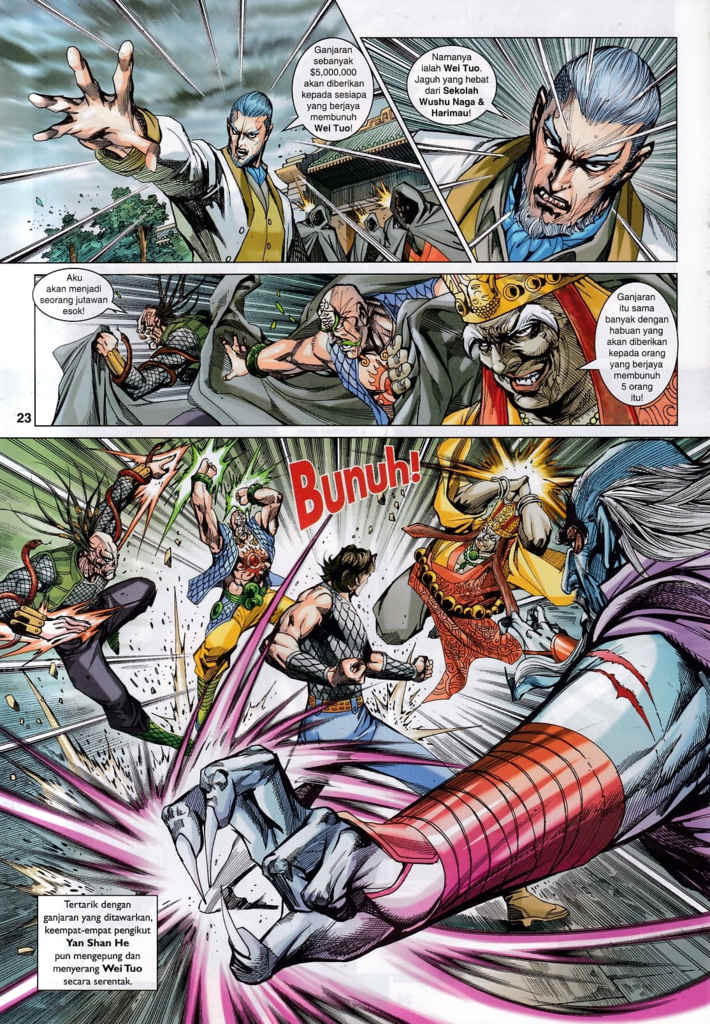 Ganjaran
sebanyak
$5,000,000
akan diberikan
kepada sesiapa
yang berjaya
membunuh
Wei Tuo!
Namanya
ialah Wei Tuo.
Jaguh yang hebat
dari Sekolah
Wushu Naga &
Harimau!
Aku
akan menjadi
seorang jutawan
esok!
Ganjaran
itu sama
banyak dengan
habuan yang
akan diberikan
kepada orang
yang berjaya
membunuh
5 orang
itu!
23
Bunuh!
Tertarik dengan
ganjaran yang ditawarkan,
keempat-empat pengikut
Yan Shan He
pun mengepung dan
menyerang Wei Tuo
secara serentak.